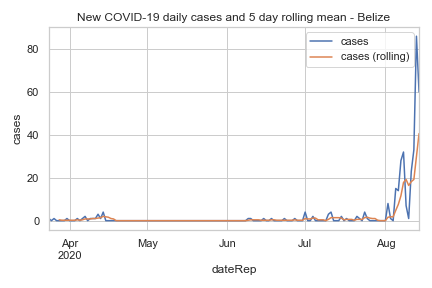 New COVID-19 daily cases and 5 day rolling mean - Belize
cases
cases (rolling)
80
60
40
20
0
cases
Apr
2020
May
Jun
Jul
Aug
dateRep